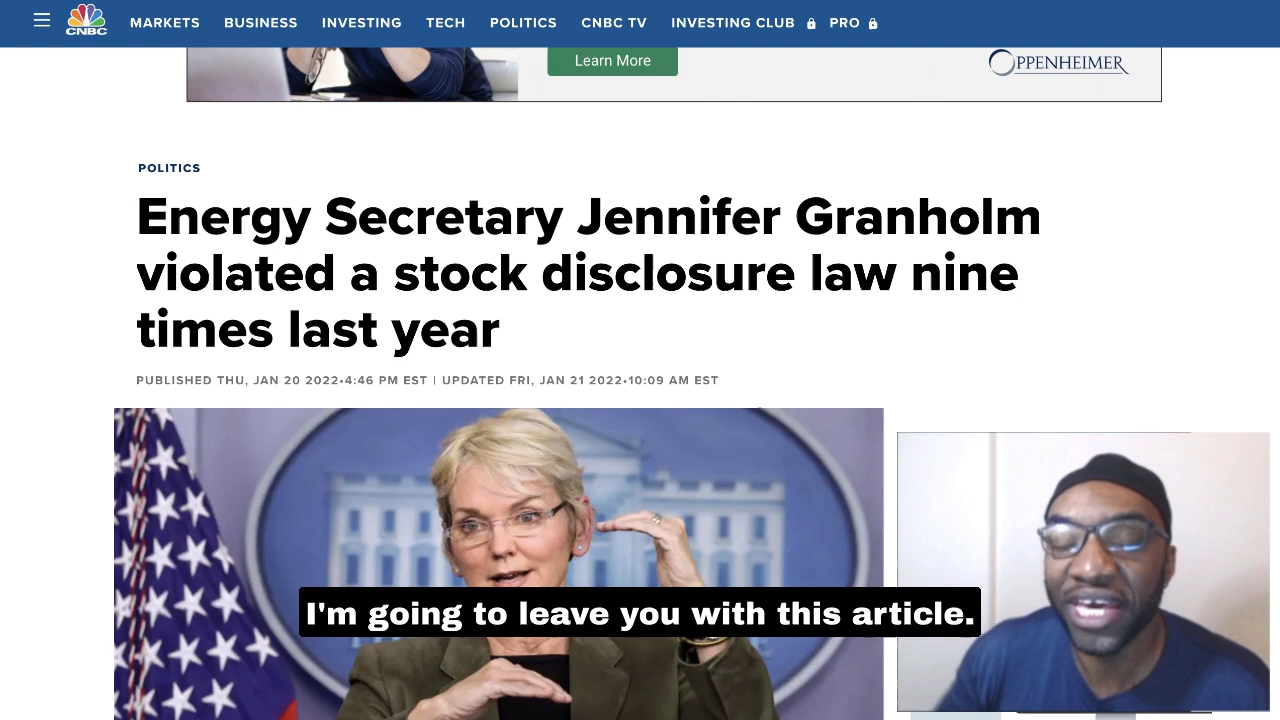 CNBC
MARKETS BUSINESS INVESTING TECH POLITICS CNBC TV INVESTING CLUB PRO
Learn More
OPPENHEIMER
POLITICS
Energy Secretary Jennifer Granholm
violated a stock disclosure law nine
times last year
PUBLISHED THU, JAN 20 2022•4:46 PM EST | UPDATED FRI, JAN 21 2022•10:09 AM EST
I'm going to leave you with this article.